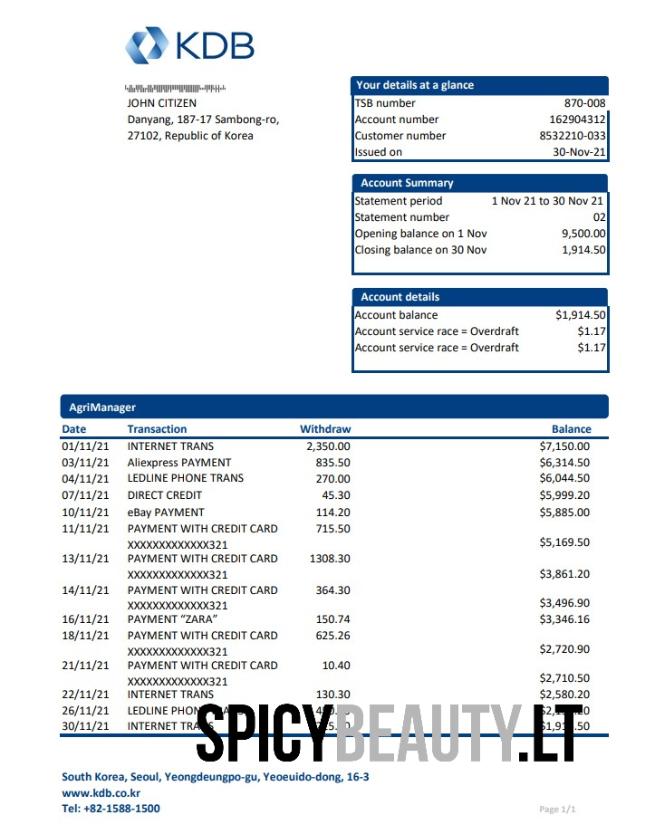 KDB
JOHN CITIZEN
Danyang, 187-17 Sambong-ro,
27102, Republic of Korea
Your details at a glance
TSB number 870-008
Account number 162904312
Customer number 8532210-033
Issued on 30-Nov-21
Account Summary
Statement period 1 Nov 21 to 30 Nov 21
Statement number 02
Opening balance on 1 Nov 9,500.00
Closing balance on 30 Nov 1,914.50
Account details
Account balance $1,914.50
Account service race = Overdraft $1.17
Account service race = Overdraft $1.17
AgriManager
Date Transaction Withdraw Balance
01/11/21 INTERNET TRANS 2,350.00 $7,150.00
03/11/21 Aliexpress PAYMENT 835.50 $6,314.50
04/11/21 LEDLINE PHONE TRANS 270.00 $6,044.50
07/11/21 DIRECT CREDIT 45.30 $5,999.20
10/11/21 eBay PAYMENT 114.20 $5,885.00
11/11/21 PAYMENT WITH CREDIT CARD 715.50
XXXXXXXXXXXXX321 $5,169.50
13/11/21 PAYMENT WITH CREDIT CARD 1308.30
XXXXXXXXXXXXX321 $3,861.20
14/11/21 PAYMENT WITH CREDIT CARD 364.30
XXXXXXXXXXXXX321 $3,496.90
16/11/21 PAYMENT “ZARA” 150.74 $3,346.16
18/11/21 PAYMENT WITH CREDIT CARD 625.26
XXXXXXXXXXXXX321 $2,720.90
21/11/21 PAYMENT WITH CREDIT CARD 10.40
XXXXXXXXXXXXX321 $2,710.50
22/11/21 INTERNET TRANS 130.30 $2,580.20
26/11/21 LEDLINE
30/11/21 INTERNET TRANS
SPICYBEAUTY.LT
South Korea, Seoul, Yeongdeungpo-gu, Yeoeuido-dong, 16-3
www.kdb.co.kr
Tel: +82-1588-1500
Page 1/1